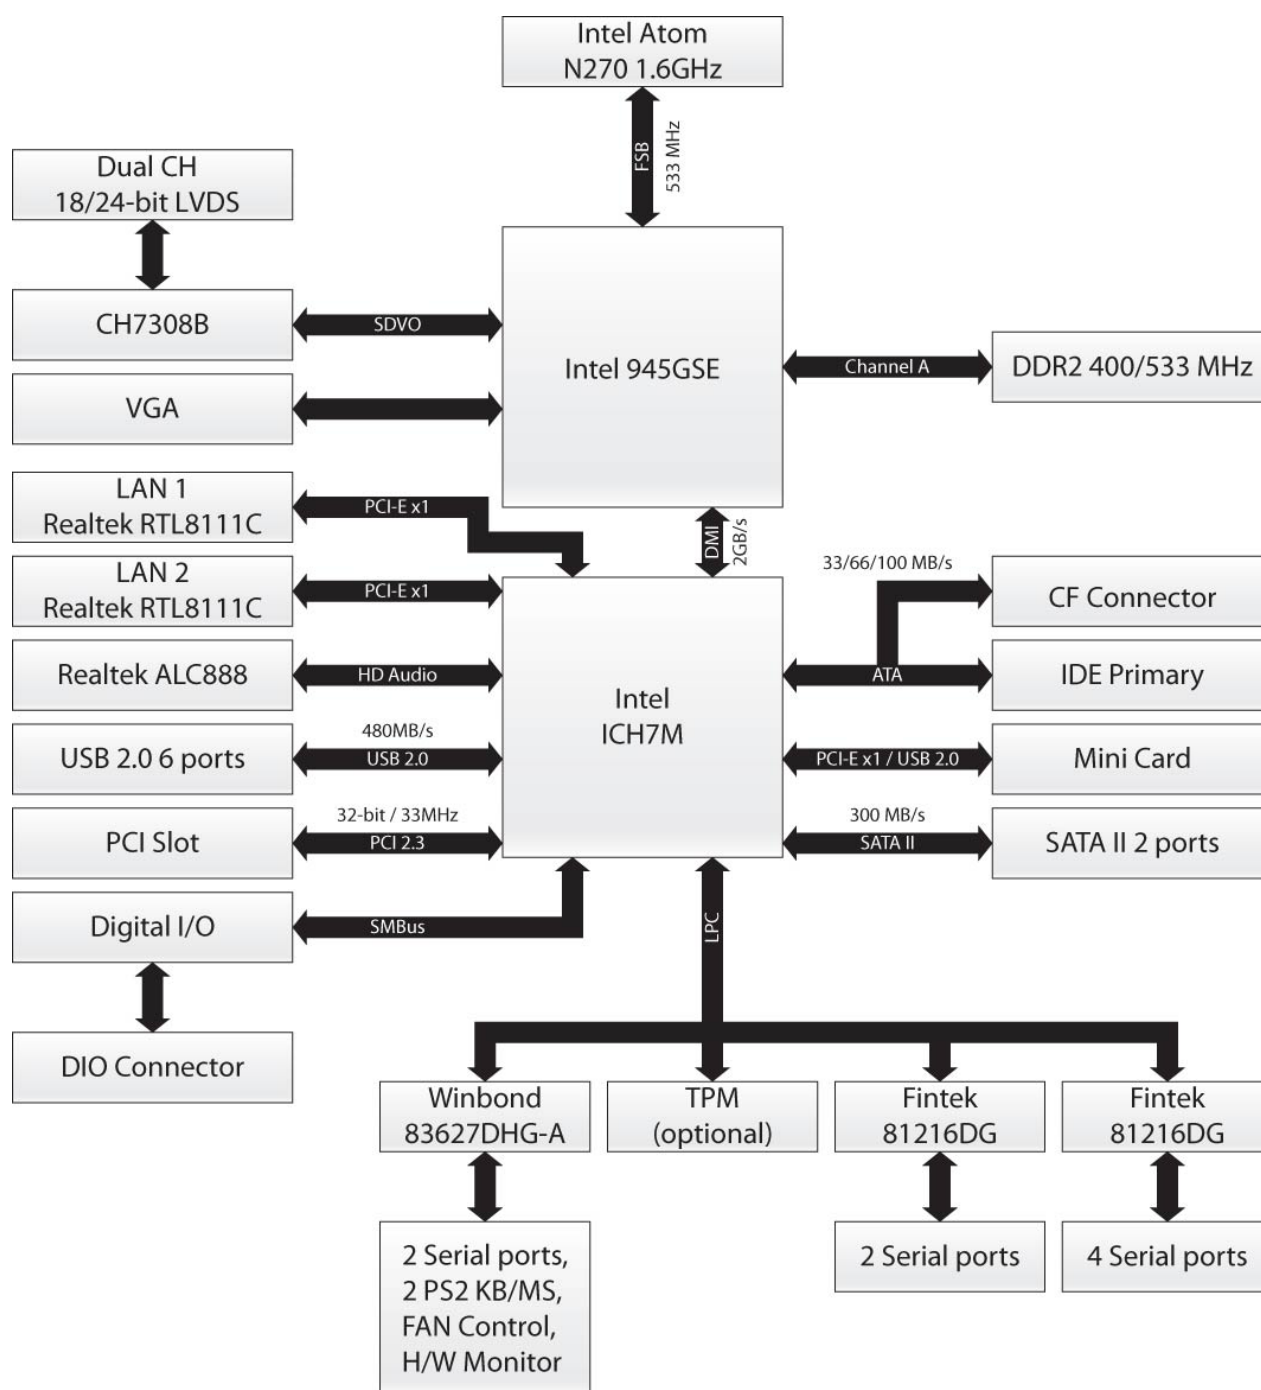 Intel Atom
N270 1.6GHz
FSB
533 MHz
Dual CH
18/24-bit LVDS
CH7308B
SDVO
Intel 945GSE
Channel A
DDR2 400/533 MHz
VGA
LAN 1
Realtek RTL8111C
PCI-E x1
DMI
2GB/s
33/66/100 MB/s
LAN 2
Realtek RTL8111C
PCI-E x1
CF Connector
Realtek ALC888
HD Audio
Intel
ICH7M
ATA
IDE Primary
USB 2.0 6 ports
480MB/s
USB 2.0
PCI-E x1 / USB 2.0
Mini Card
PCI Slot
32-bit / 33MHz
PCI 2.3
300 MB/s
SATA II
SATA II 2 ports
Digital I/O
SMBus
LPC
DIO Connector
Winbond
83627DHG-A
TPM
(optional)
Fintek
81216DG
Fintek
81216DG
2 Serial ports,
2 PS2 KB/MS,
FAN Control,
H/W Monitor
2 Serial ports
4 Serial ports